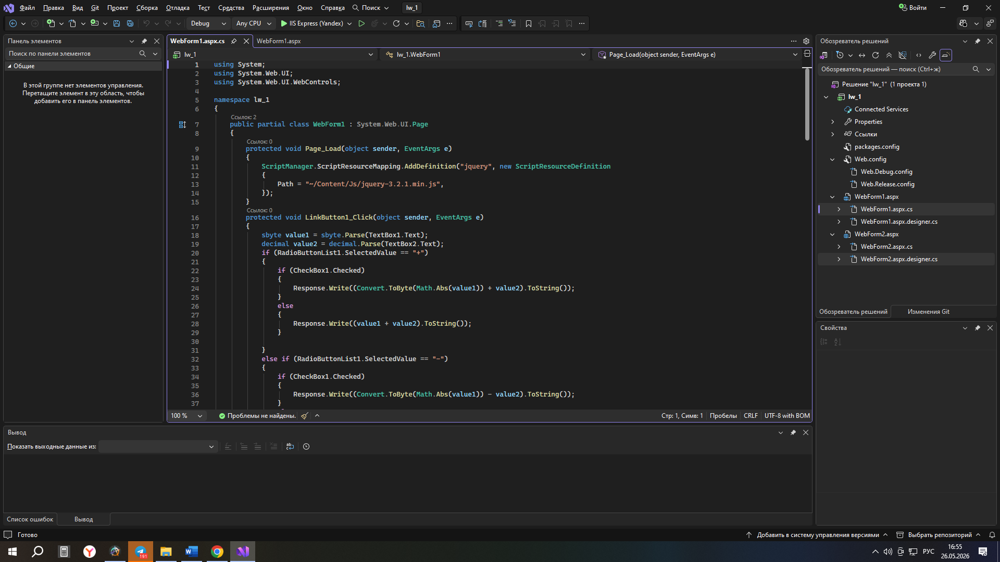 Файл Правка Вид Git Проект Сборка Отладка Тест Средства Расширения Окно Справка Поиск lw_1 Войти
Debug Any CPU IIS Express (Yandex)
Панель элементов
Поиск по панели элементов
Общие
В этой группе нет элементов управления.
Перетащите элемент в эту область, чтобы
добавить его в панель элементов.
WebForm1.aspx.cs WebForm1.aspx
lw_1 lw_1.WebForm1 Page_Load(object sender, EventArgs e)
1 using System;
2 using System.Web.UI;
3 using System.Web.UI.WebControls;
4
5 namespace lw_1
6 {
Ссылок: 2
7 public partial class WebForm1 : System.Web.UI.Page
8 {
Ссылок: 0
9 protected void Page_Load(object sender, EventArgs e)
10 {
11 ScriptManager.ScriptResourceMapping.AddDefinition("jquery", new ScriptResourceDefinition
12 {
13 Path = "~/Content/Js/jquery-3.2.1.min.js",
14 });
15 }
Ссылок: 0
16 protected void LinkButton1_Click(object sender, EventArgs e)
17 {
18 sbyte value1 = sbyte.Parse(TextBox1.Text);
19 decimal value2 = decimal.Parse(TextBox2.Text);
20 if (RadioButtonList1.SelectedValue == "+")
21 {
22 if (CheckBox1.Checked)
23 {
24 Response.Write((Convert.ToByte(Math.Abs(value1)) + value2).ToString());
25 }
26 else
27 {
28 Response.Write((value1 + value2).ToString());
29 }
30
31 }
32 else if (RadioButtonList1.SelectedValue == "-")
33 {
34 if (CheckBox1.Checked)
35 {
36 Response.Write((Convert.ToByte(Math.Abs(value1)) - value2).ToString());
37 }
100 % Проблемы не найдены. Стр: 1, Симв: 1 Пробелы CRLF UTF-8 with BOM
Вывод
Показать выходные данные из:
Список ошибок Вывод
Обозреватель решений
Обозреватель решений — поиск (Ctrl+ж)
Решение "lw_1" (1 проекта 1)
lw_1
Connected Services
Properties
Ссылки
packages.config
Web.config
Web.Debug.config
Web.Release.config
WebForm1.aspx
WebForm1.aspx.cs
WebForm1.aspx.designer.cs
WebForm2.aspx
WebForm2.aspx.cs
WebForm2.aspx.designer.cs
Обозреватель решений Изменения Git
Свойства
Готово Добавить в систему управления версиями Выбрать репозиторий
191
РУС
16:55
26.05.2026